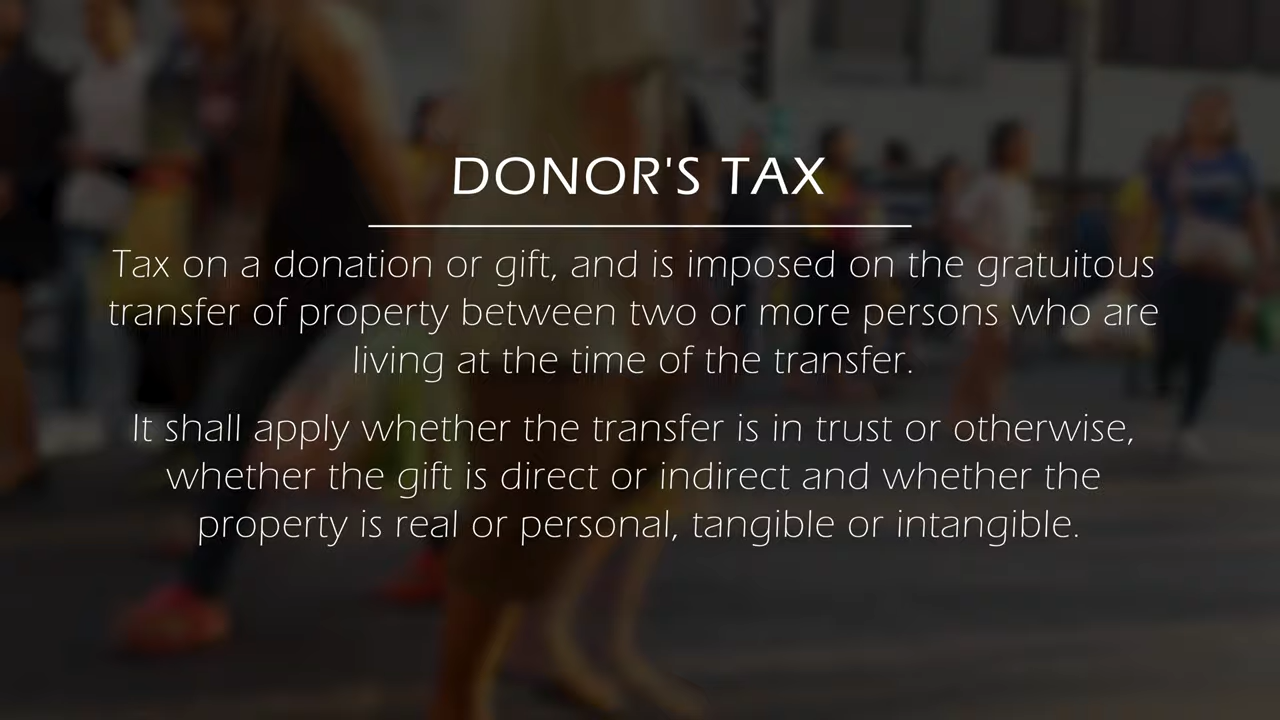 DONOR'S TAX
Tax on a donation or gift, and is imposed on the gratuitous
transfer of property between two or more persons who are
living at the time of the transfer.
It shall apply whether the transfer is in trust or otherwise,
whether the gift is direct or indirect and whether the
property is real or personal, tangible or intangible.